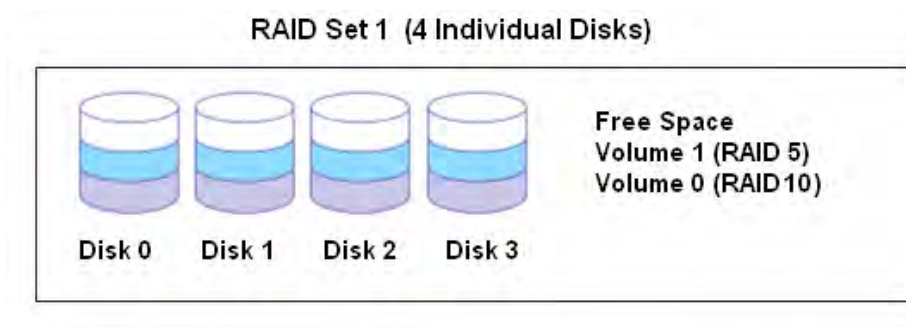 RAID Set 1 (4 Individual Disks)
Free Space
Volume 1 (RAID 5)
Volume 0 (RAID10)
Disk 0 Disk 1 Disk 2 Disk 3